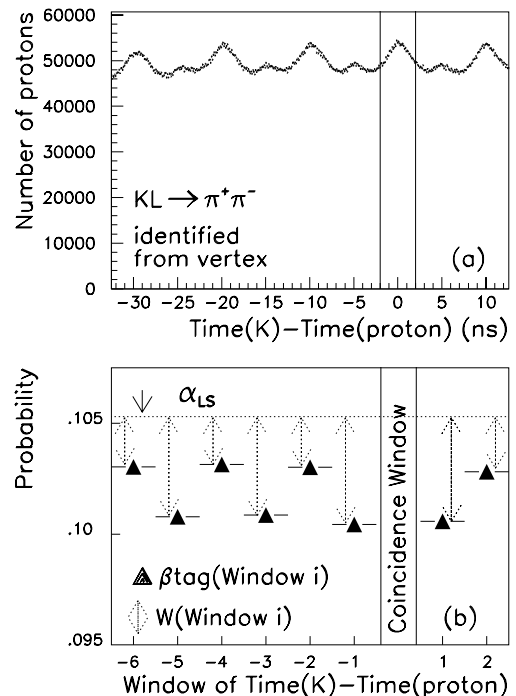 60000
50000
40000
30000
20000
10000
0
Number of protons
KL → π⁺π⁻
identified
from vertex
(a)
-30 -25 -20 -15 -10 -5 0 5 10
Time(K)-Time(proton) (ns)
Probability
.105
.10
.095
α_LS
Coincidence Window
βtag(Window i)
W(Window i)
(b)
-6 -5 -4 -3 -2 -1 1 2
Window of Time(K)-Time(proton)